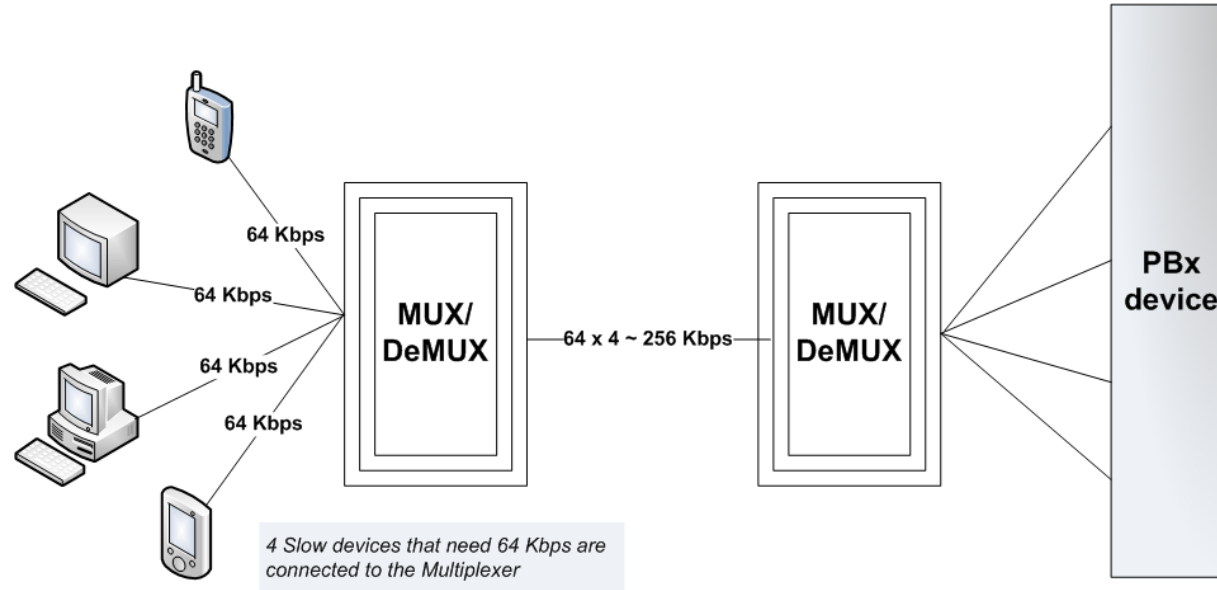 64 Kbps
64 Kbps
64 Kbps
64 Kbps
MUX/
DeMUX
64 x 4 ~ 256 Kbps
MUX/
DeMUX
PBx
device
4 Slow devices that need 64 Kbps are
connected to the Multiplexer